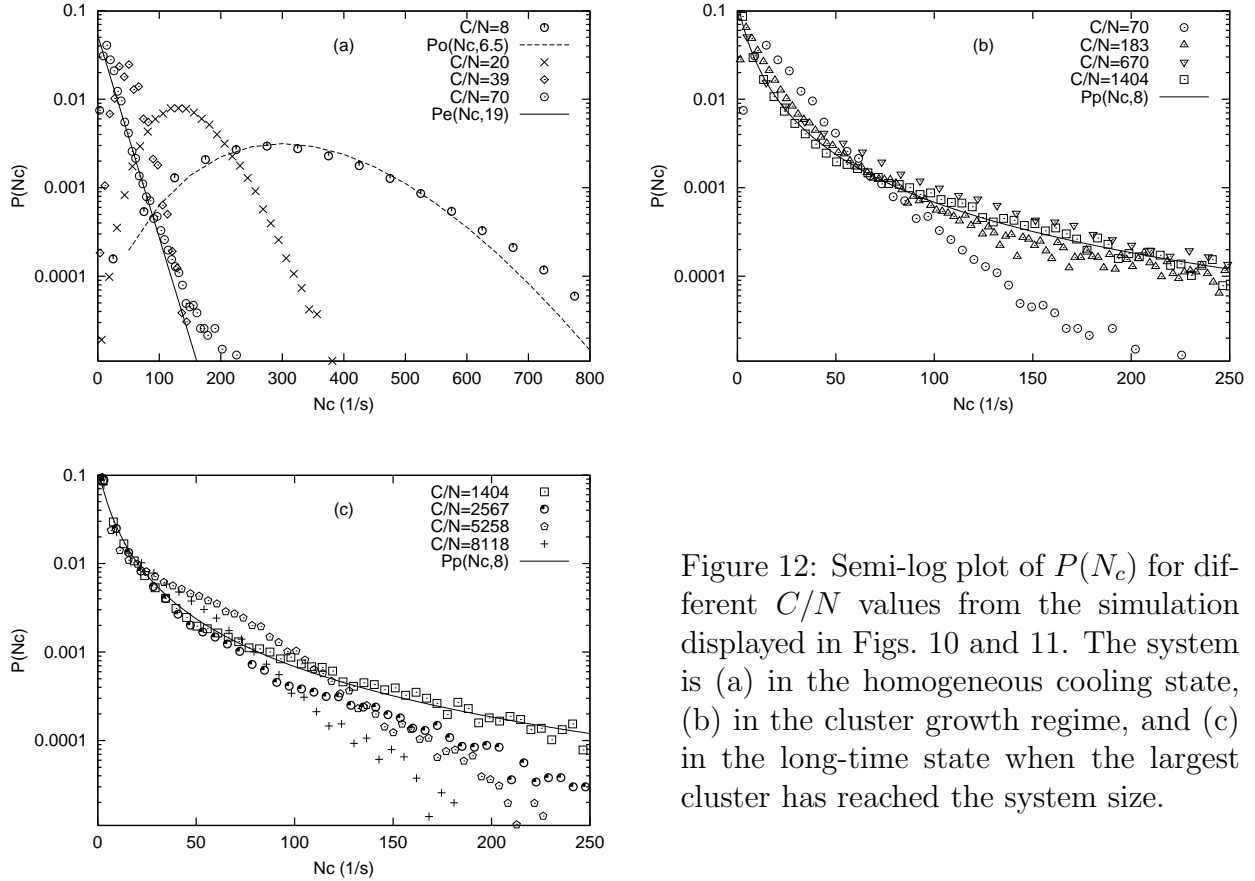 0.1
0.01
0.001
0.0001
P(Nc)
0 100 200 300 400 500 600 700 800
Nc (1/s)
(a)
C/N=8
Po(Nc,6.5)
C/N=20
C/N=39
C/N=70
Pe(Nc,19)
0.1
0.01
0.001
0.0001
P(Nc)
0 50 100 150 200 250
Nc (1/s)
(b)
C/N=70
C/N=183
C/N=670
C/N=1404
Pp(Nc,8)
0.1
0.01
0.001
0.0001
P(Nc)
0 50 100 150 200 250
Nc (1/s)
(c)
C/N=1404
C/N=2567
C/N=5258
C/N=8118
Pp(Nc,8)
Figure 12: Semi-log plot of P(N_c) for dif-
ferent C/N values from the simulation
displayed in Figs. 10 and 11. The system
is (a) in the homogeneous cooling state,
(b) in the cluster growth regime, and (c)
in the long-time state when the largest
cluster has reached the system size.